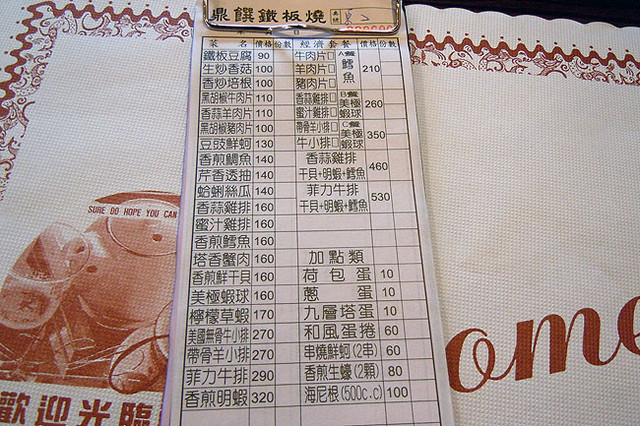 鼎饌鐵板燒
菜 名 價格 份數 經濟套餐 價格 份數
鐵板豆腐 90 牛肉片□ A餐
生炒香菇 100 羊肉片□ 鱈魚 210
香炒培根 100 豬肉片□
黑胡椒牛肉片 110 香蒜雞排□ B餐
香蒜羊肉片 110 蜜汁雞排□ 美極蝦球 260
黑胡椒豬肉片 100 帶骨羊小排□ C餐
豆豉鮮蚵 130 牛小排□ 美極蝦球 350
香煎鯛魚 140 香蒜雞排
芹香透抽 140 干貝+明蝦+鱈魚 460
蛤蜊絲瓜 140 菲力牛排
香蒜雞排 160 干貝+明蝦+鱈魚 530
蜜汁雞排 160
香煎鱈魚 160
塔香蟹肉 160 加點類
香煎鮮干貝 160 荷包蛋 10
美極蝦球 160 蔥 蛋 10
檸檬草蝦 170 九層塔蛋 10
美國無骨牛小排 270 和風蛋捲 60
帶骨羊小排 270 串燒鮮蚵(2串) 60
菲力牛排 290 香煎生蠔(2顆) 80
香煎明蝦 320 海尼根(500c.c) 100
SURE DO HOPE YOU CAN
歡迎光臨
ome